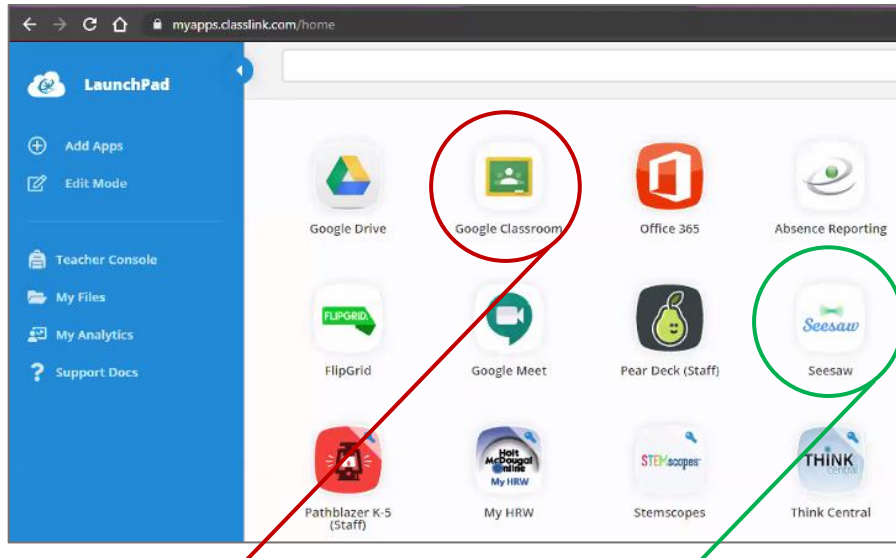 myapps.classlink.com/home
LaunchPad
Add Apps
Edit Mode
Teacher Console
My Files
My Analytics
Support Docs
Google Drive
Google Classroom
Office 365
Absence Reporting
FLIPGRID.
Seesaw
FlipGrid
Google Meet
Pear Deck (Staff)
Seesaw
Holt
McDougal
Online
My HRW
STEMscopes
THINK
central
Pathblazer K-5
(Staff)
My HRW
Stemscopes
Think Central